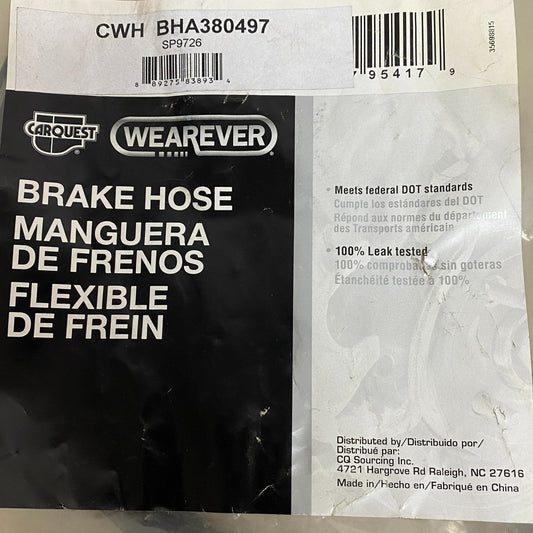 CWH BHA380497
SP9726
8 89275 83893 4
95417 9
35698815
CARQUEST
WEAREVER
BRAKE HOSE
MANGUERA
DE FRENOS
FLEXIBLE
DE FREIN
• Meets federal DOT standards
Cumple los estándares del DOT
Répond aux normes du département
des Transports américain
• 100% Leak tested
100% sin goteras
Étanchéité testée à 100%
Distributed by/Distribuido por/
Distribué par:
CQ Sourcing Inc.
4721 Hargrove Rd Raleigh, NC 27616
Made in/Hecho en/Fabriqué en China